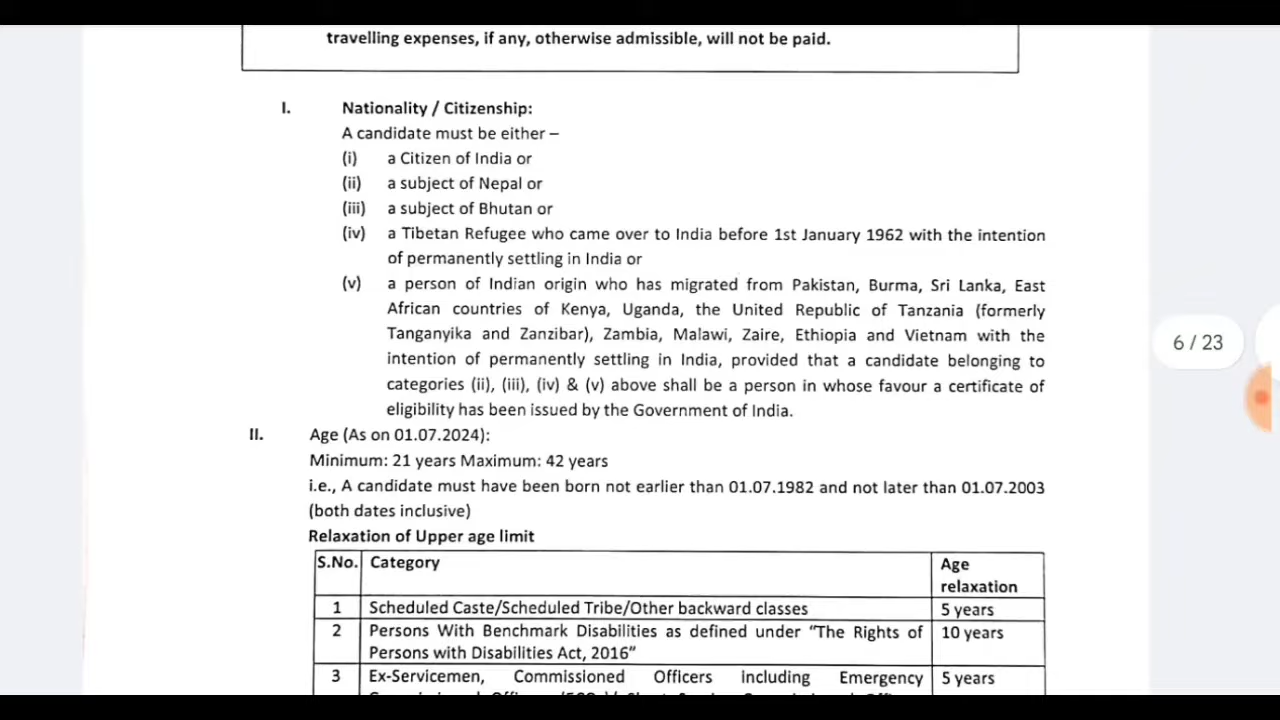 travelling expenses, if any, otherwise admissible, will not be paid.
I. Nationality / Citizenship:
A candidate must be either –
(i) a Citizen of India or
(ii) a subject of Nepal or
(iii) a subject of Bhutan or
(iv) a Tibetan Refugee who came over to India before 1st January 1962 with the intention
of permanently settling in India or
(v) a person of Indian origin who has migrated from Pakistan, Burma, Sri Lanka, East
African countries of Kenya, Uganda, the United Republic of Tanzania (formerly
Tanganyika and Zanzibar), Zambia, Malawi, Zaire, Ethiopia and Vietnam with the
intention of permanently settling in India, provided that a candidate belonging to
categories (ii), (iii), (iv) & (v) above shall be a person in whose favour a certificate of
eligibility has been issued by the Government of India.
6 / 23
II. Age (As on 01.07.2024):
Minimum: 21 years Maximum: 42 years
i.e., A candidate must have been born not earlier than 01.07.1982 and not later than 01.07.2003
(both dates inclusive)
Relaxation of Upper age limit
S.No. Category Age
relaxation
1 Scheduled Caste/Scheduled Tribe/Other backward classes 5 years
2 Persons With Benchmark Disabilities as defined under "The Rights of 10 years
Persons with Disabilities Act, 2016"
3 Ex-Servicemen, Commissioned Officers including Emergency 5 years